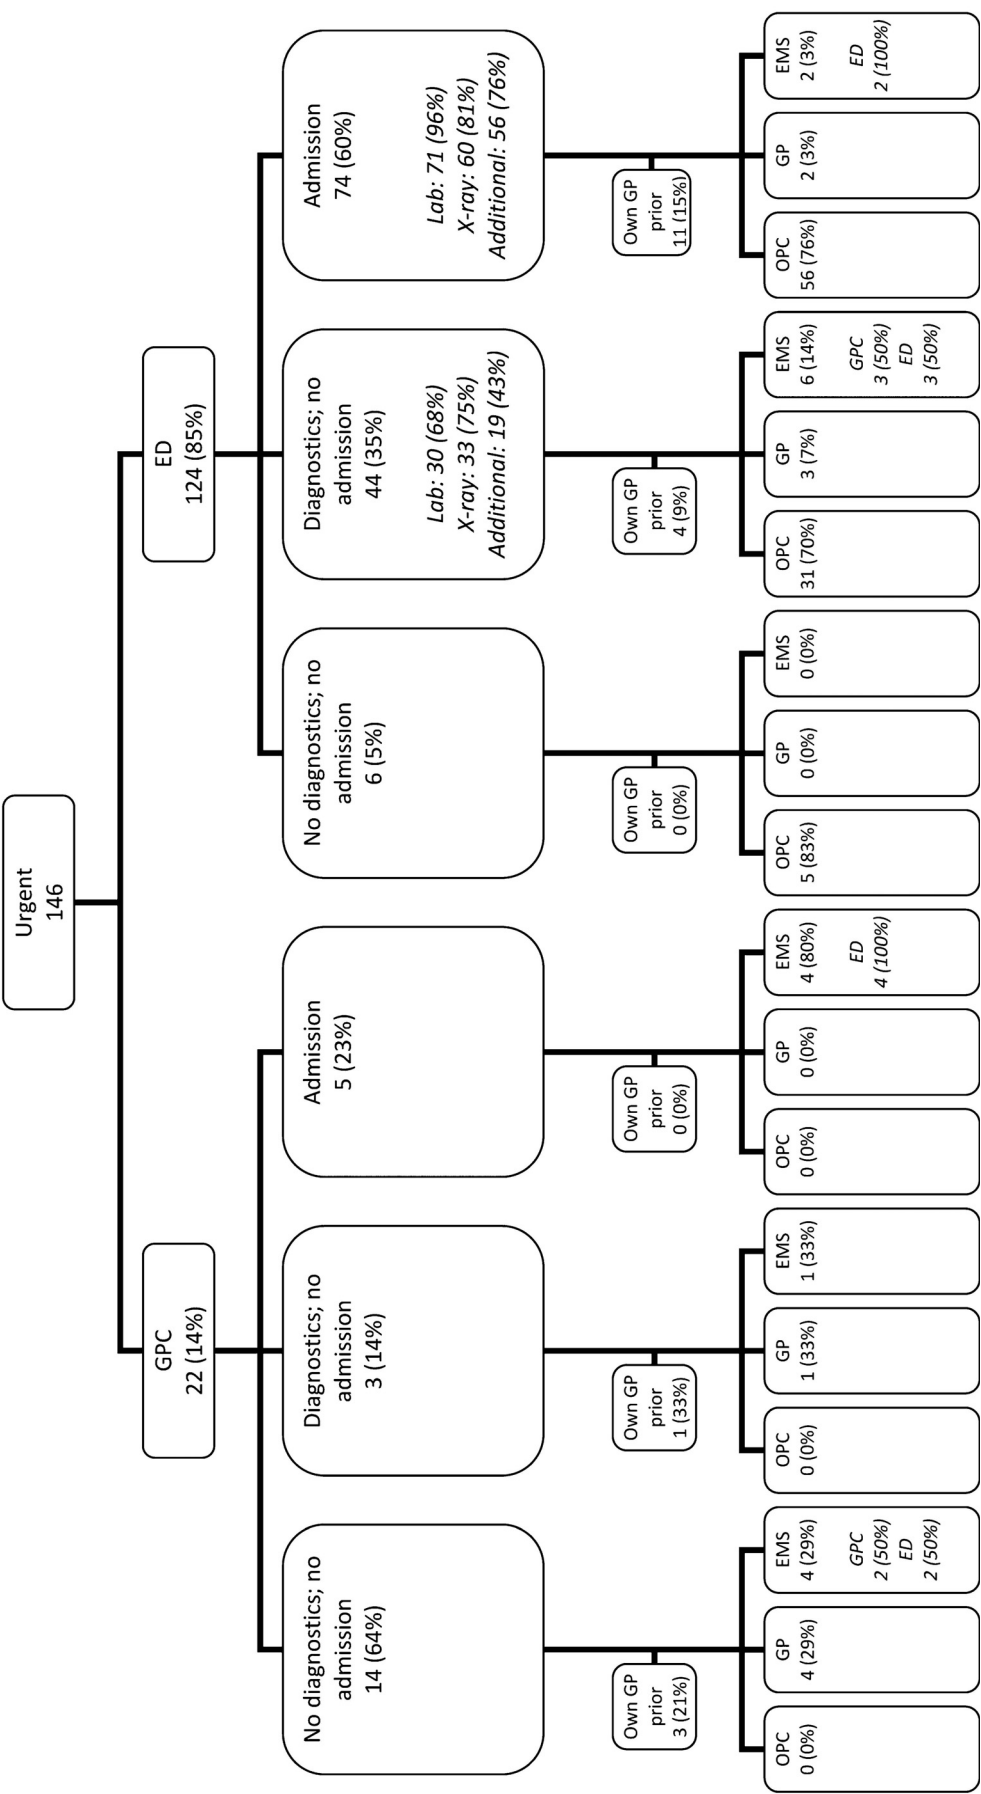 Urgent
146
GPC
22 (14%)
ED
124 (85%)
No diagnostics; no
admission
14 (64%)
Diagnostics; no
admission
3 (14%)
Admission
5 (23%)
No diagnostics; no
admission
6 (5%)
Diagnostics; no
admission
44 (35%)
Lab: 30 (68%)
X-ray: 33 (75%)
Additional: 19 (43%)
Admission
74 (60%)
Lab: 71 (96%)
X-ray: 60 (81%)
Additional: 56 (76%)
Own GP
prior
3 (21%)
Own GP
prior
1 (33%)
Own GP
prior
0 (0%)
Own GP
prior
0 (0%)
Own GP
prior
4 (9%)
Own GP
prior
11 (15%)
OPC
0 (0%)
GP
4 (29%)
EMS
4 (29%)
GPC
2 (50%)
ED
2 (50%)
OPC
0 (0%)
GP
1 (33%)
EMS
1 (33%)
OPC
0 (0%)
GP
0 (0%)
EMS
4 (80%)
ED
4 (100%)
OPC
5 (83%)
GP
0 (0%)
EMS
0 (0%)
OPC
31 (70%)
GP
3 (7%)
EMS
6 (14%)
GPC
3 (50%)
ED
3 (50%)
OPC
56 (76%)
GP
2 (3%)
EMS
2 (3%)
ED
2 (100%)